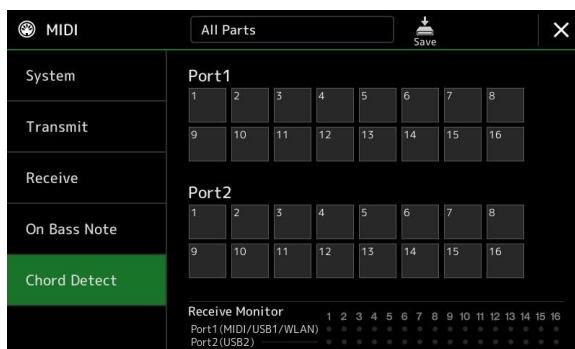 MIDI
All Parts
Save
System
Transmit
Receive
On Bass Note
Chord Detect
Port1
1 2 3 4 5 6 7 8
9 10 11 12 13 14 15 16
Port2
1 2 3 4 5 6 7 8
9 10 11 12 13 14 15 16
Receive Monitor 1 2 3 4 5 6 7 8 9 10 11 12 13 14 15 16
Port1(MIDI/USB1/WLAN)
Port2(USB2)